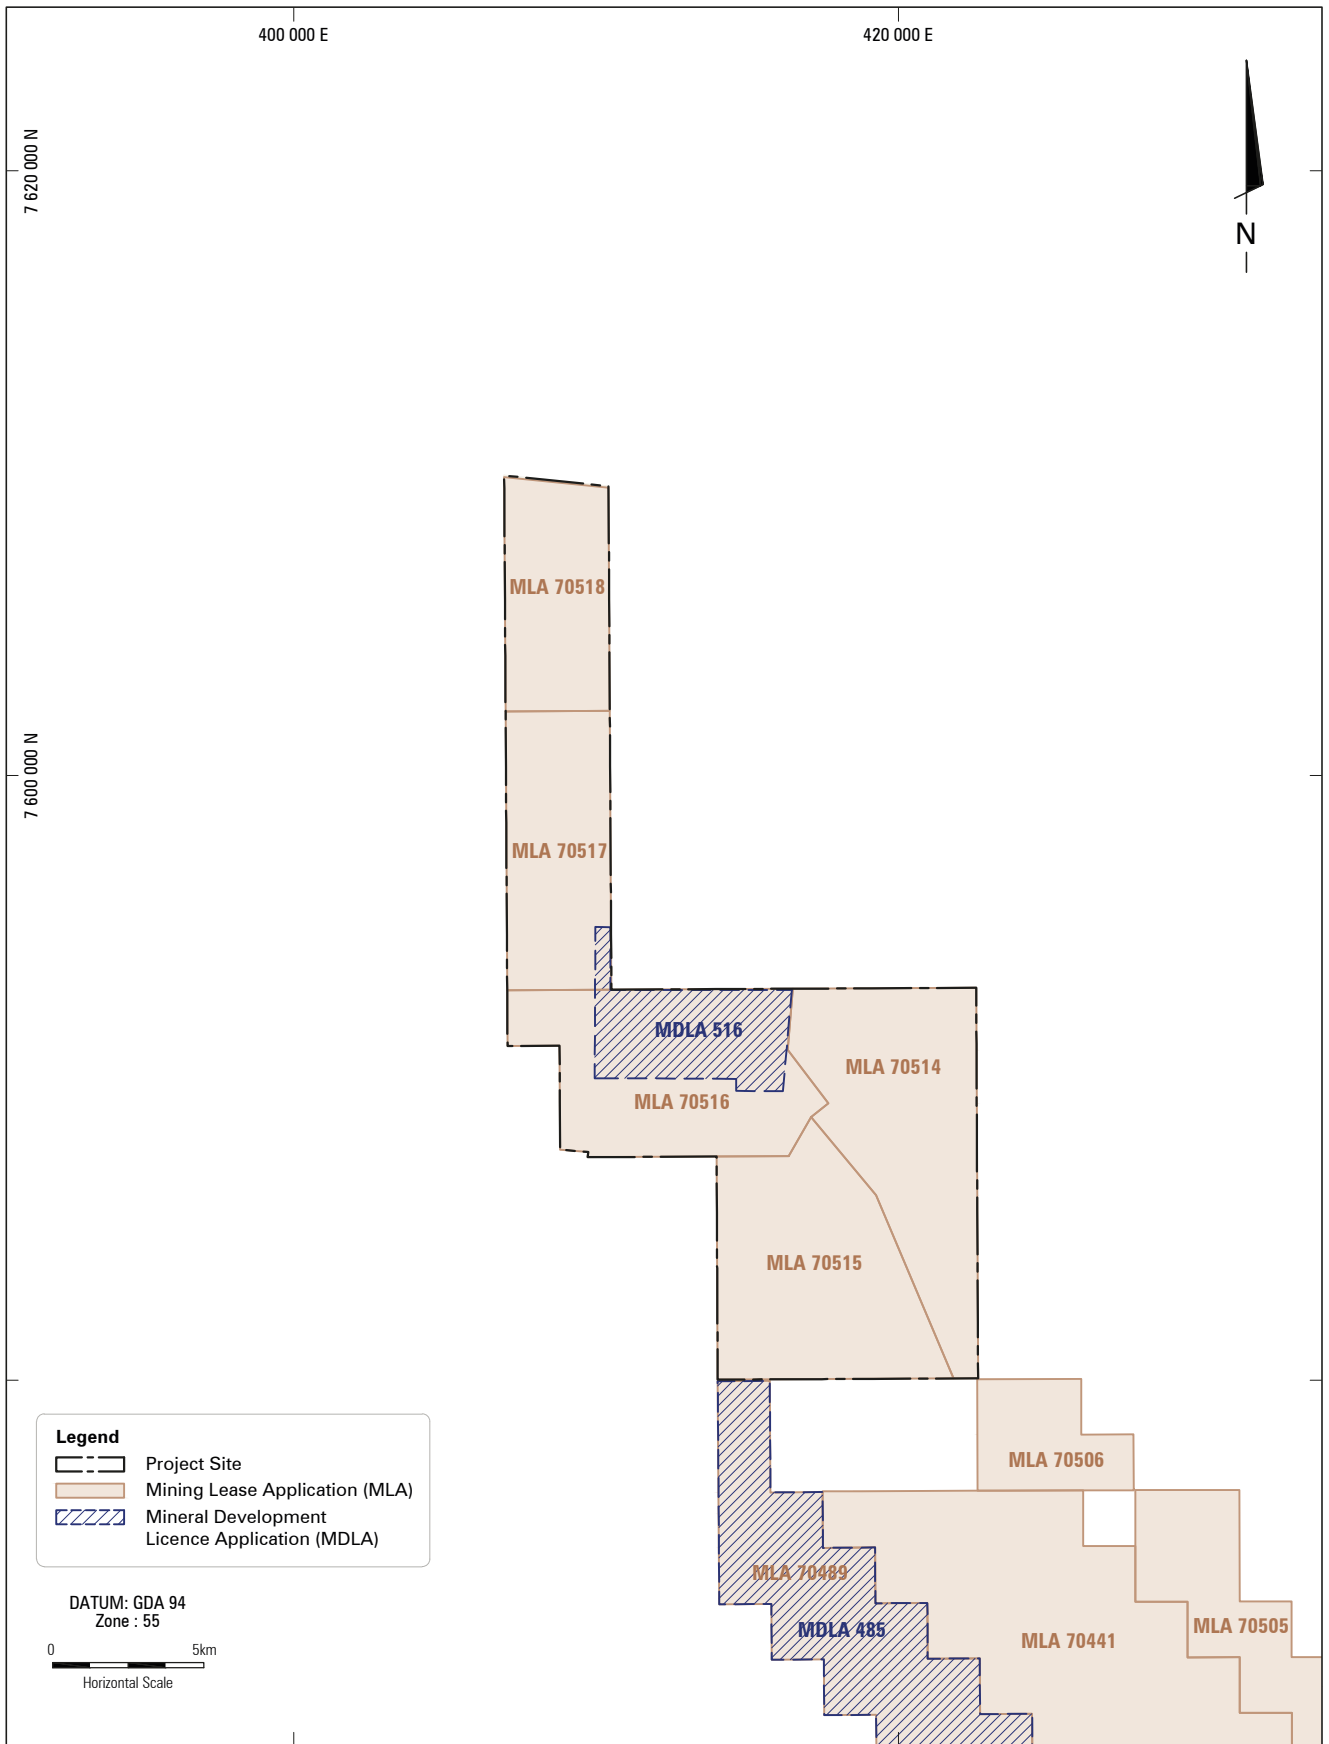 400 000 E
420 000 E
7 620 000 N
N
MLA 70518
7 600 000 N
MLA 70517
MDLA 516
MLA 70514
MLA 70516
MLA 70515
MLA 70506
MLA 70489
MDLA 485
MLA 70441
MLA 70505
Legend
Project Site
Mining Lease Application (MLA)
Mineral Development
Licence Application (MDLA)
DATUM: GDA 94
Zone : 55
0 5km
Horizontal Scale